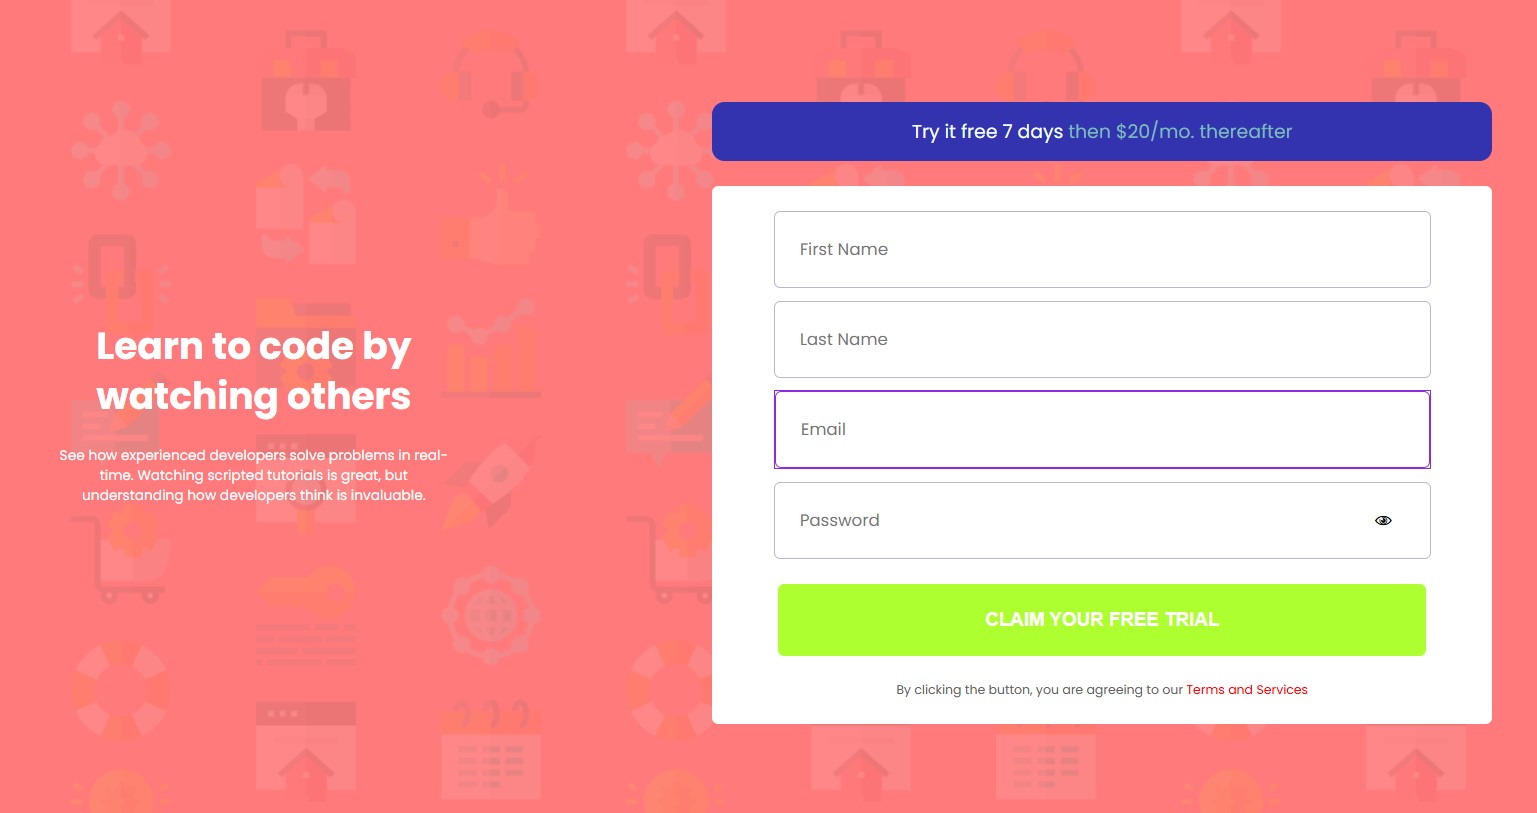 Learn to code by
watching others
See how experienced developers solve problems in real-
time. Watching scripted tutorials is great, but
understanding how developers think is invaluable.
Try it free 7 days then $20/mo. thereafter
First Name
Last Name
Email
Password
CLAIM YOUR FREE TRIAL
By clicking the button, you are agreeing to our Terms and Services